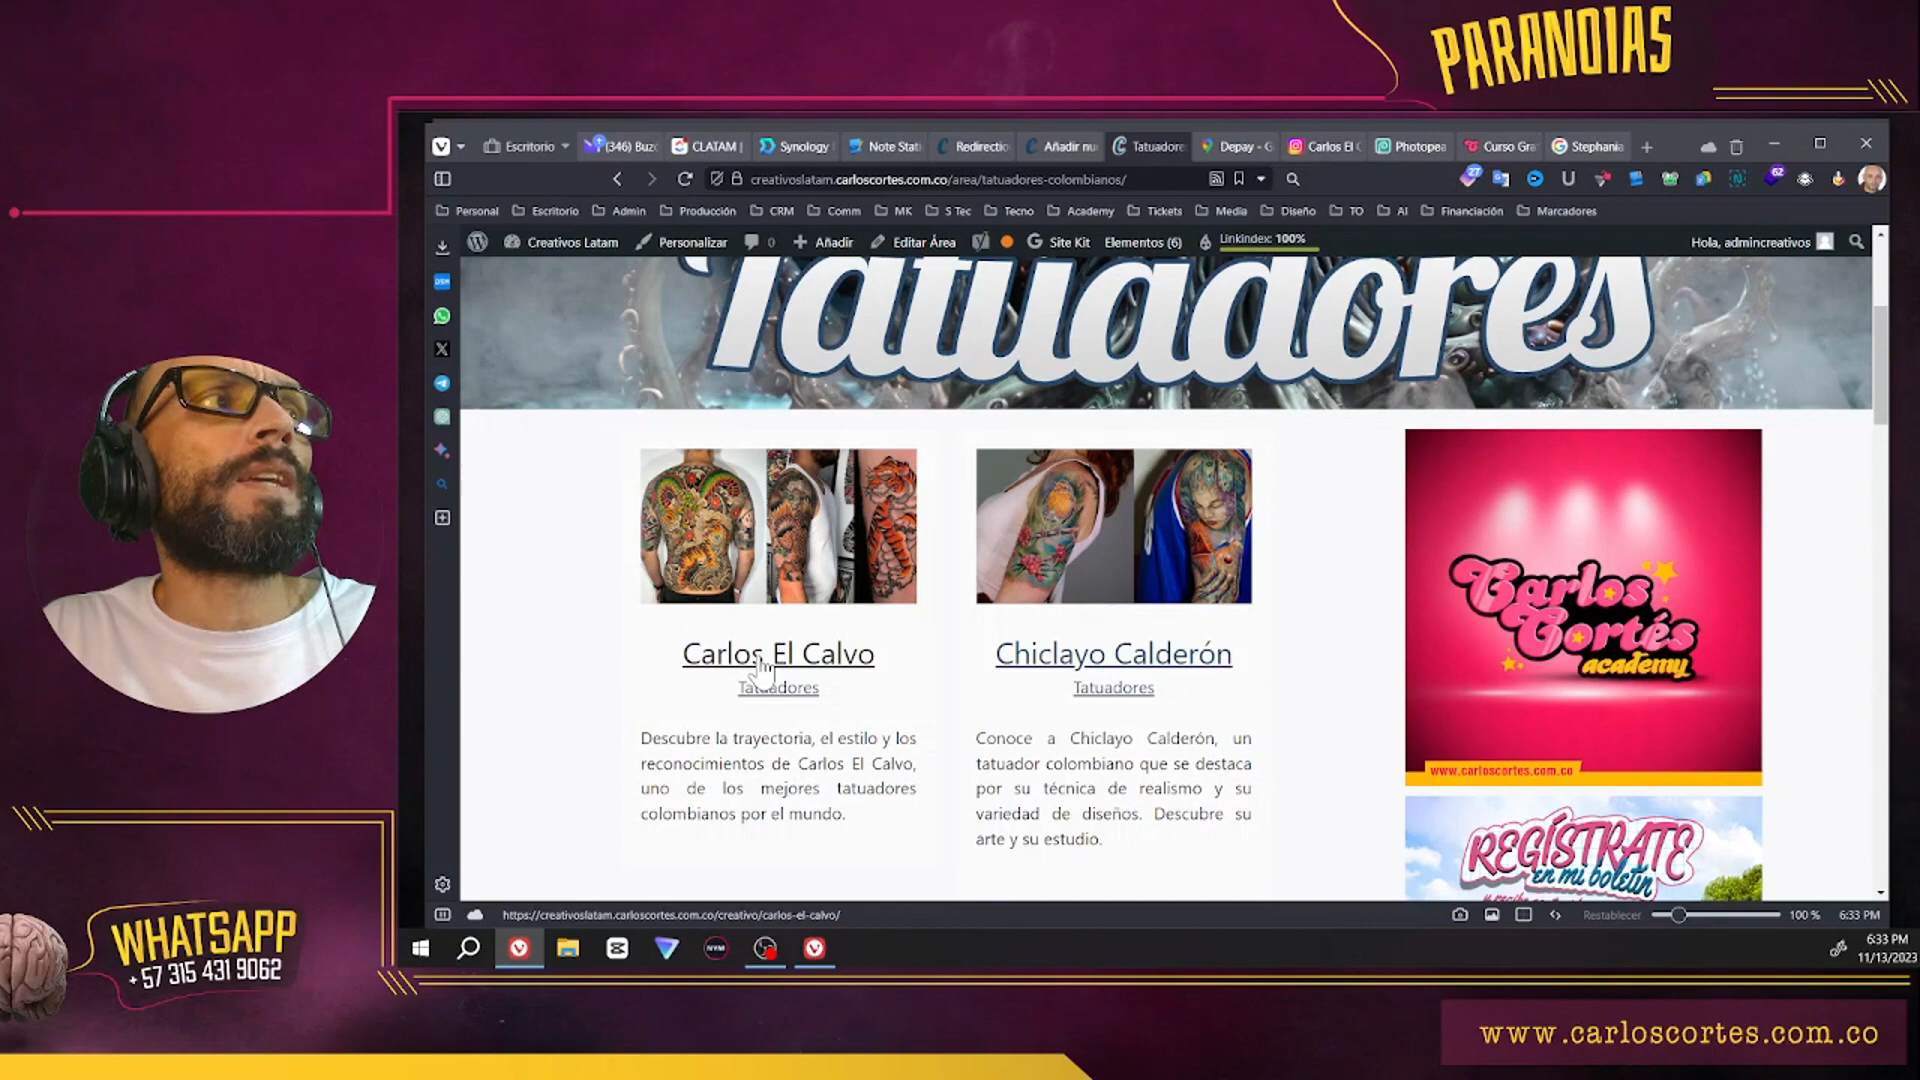 PARANOIAS
Escritorio
(346) Buzo
CLATAM |
Synology
Note Stati
Redirectio
Añadir nu
Tatuadore
Depay - G
Carlos El C
Photopea
Curso Gra
Stephania
creativoslatam.carloscortes.com.co/area/tatuadores-colombianos/
27
62
Personal
Escritorio
Admin
Producción
CRM
Comm
MK
S Tec
Tecno
Academy
Tickets
Media
Diseño
TO
AI
Financiación
Marcadores
Creativos Latam
Personalizar
0
Añadir
Editar Área
Site Kit
Elementos (6)
Linkindex: 100%
Hola, admincreativos
Tatuadores
Carlos El Calvo
Tatuadores
Descubre la trayectoria, el estilo y los
reconocimientos de Carlos El Calvo,
uno de los mejores tatuadores
colombianos por el mundo.
Chiclayo Calderón
Tatuadores
Conoce a Chiclayo Calderón, un
tatuador colombiano que se destaca
por su técnica de realismo y su
variedad de diseños. Descubre su
arte y su estudio.
Carlos
Cortés
academy
www.carloscortes.com.co
REGÍSTRATE
en mi boletín
https://creativoslatam.carloscortes.com.co/creativo/carlos-el-calvo/
Restablecer
100 %
6:33 PM
6:33 PM
11/13/2023
WHATSAPP
+ 57 315 431 9062
www.carloscortes.com.co